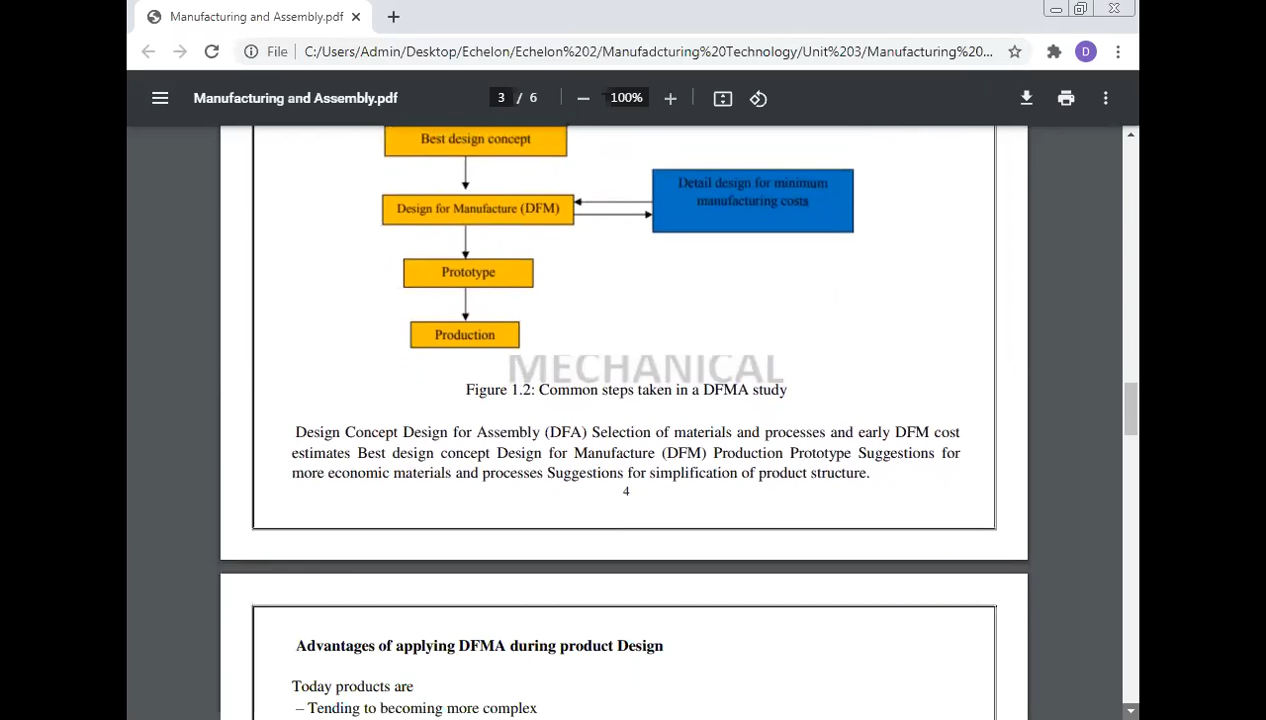 Manufacturing and Assembly.pdf
File
C:/Users/Admin/Desktop/Echelon/Echelon%202/Manufadcturing%20Technology/Unit%203/Manufacturing%20...
D
Manufacturing and Assembly.pdf
3 / 6
100%
Best design concept
Detail design for minimum
manufacturing costs
Design for Manufacture (DFM)
Prototype
Production
MECHANICAL
Figure 1.2: Common steps taken in a DFMA study
Design Concept Design for Assembly (DFA) Selection of materials and processes and early DFM cost
estimates Best design concept Design for Manufacture (DFM) Production Prototype Suggestions for
more economic materials and processes Suggestions for simplification of product structure.
4
Advantages of applying DFMA during product Design
Today products are
– Tending to becoming more complex